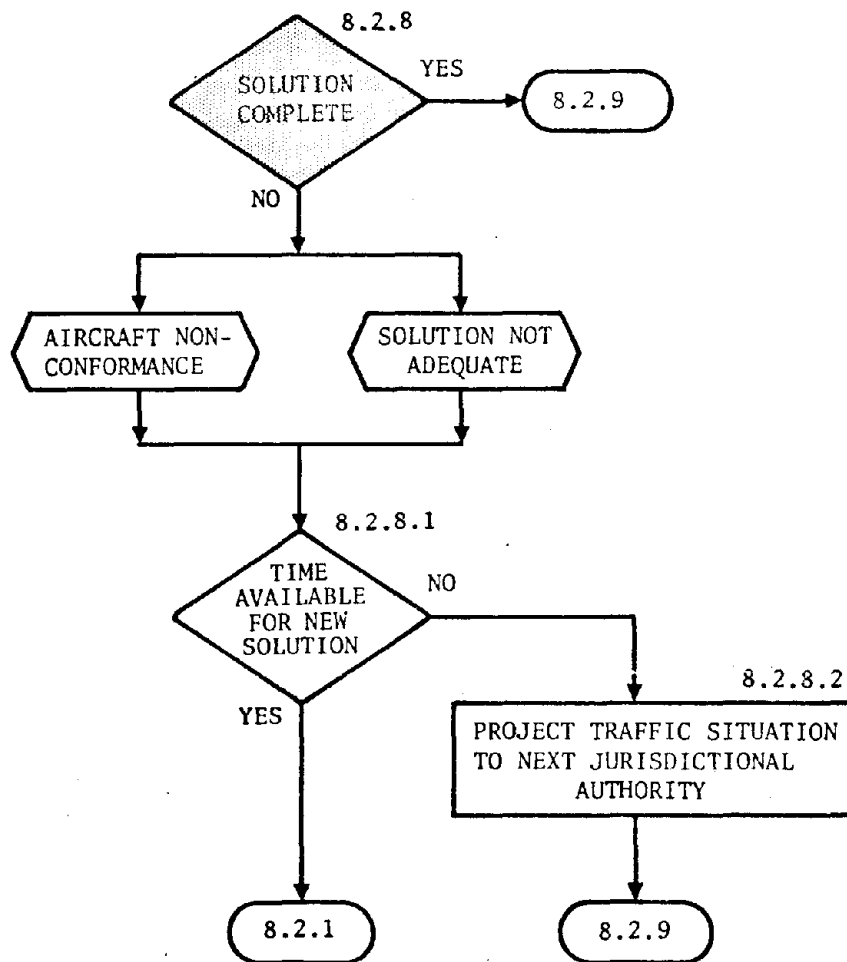 8.2.8
SOLUTION
COMPLETE
YES
8.2.9
NO
AIRCRAFT NON-
CONFORMANCE
SOLUTION NOT
ADEQUATE
8.2.8.1
TIME
AVAILABLE
FOR NEW
SOLUTION
NO
YES
8.2.8.2
PROJECT TRAFFIC SITUATION
TO NEXT JURISDICTIONAL
AUTHORITY
8.2.1
8.2.9